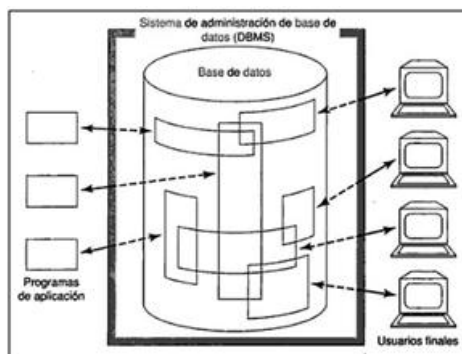 Sistema de administración de base de
datos (DBMS)
Base de datos
Programas
de aplicación
Usuarios finales